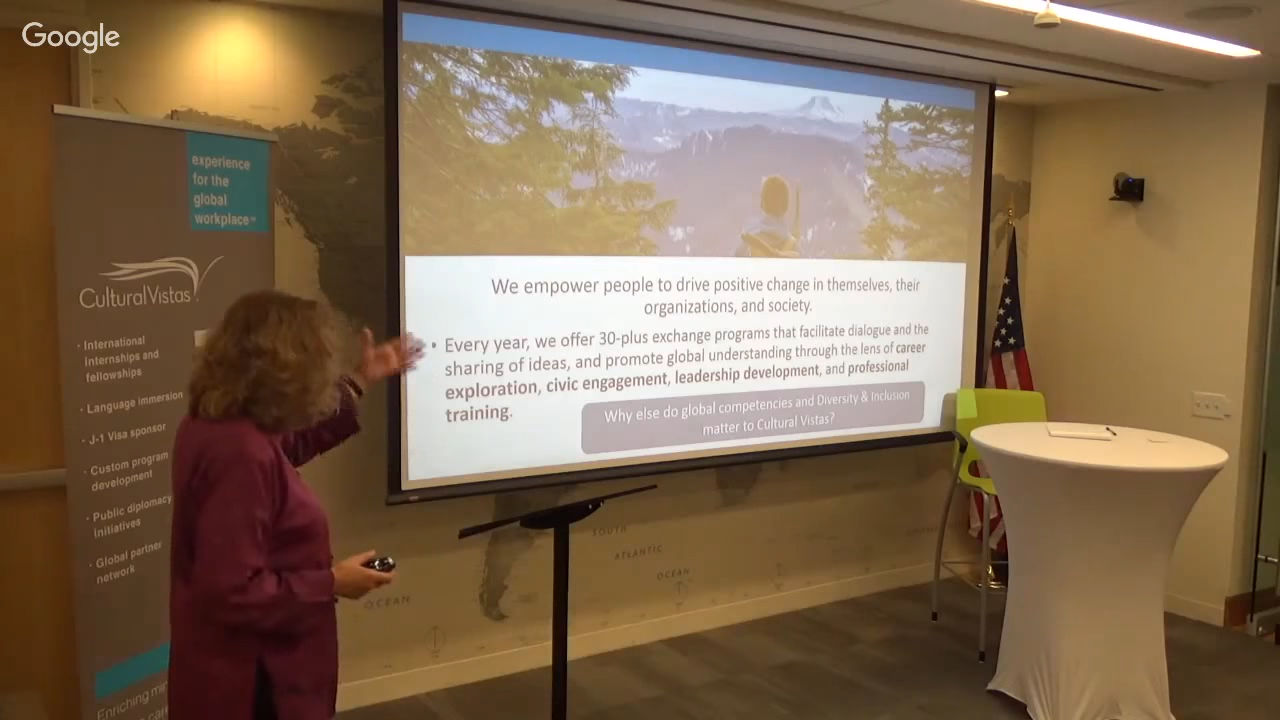 Google
experience
for the
global
workplace
CulturalVistas
· International
internships and
fellowships
· Language immersion
· J-1 Visa sponsor
· Custom program
development
· Public diplomacy
initiatives
· Global partner
network
Enriching
We empower people to drive positive change in themselves, their
organizations, and society.
• Every year, we offer 30-plus exchange programs that facilitate dialogue and the
sharing of ideas, and promote global understanding through the lens of career
exploration, civic engagement, leadership development, and professional
training.
Why else do global competencies and Diversity & Inclusion
matter to Cultural Vistas?
SOUTH
ATLANTIC
OCEAN
OCEAN